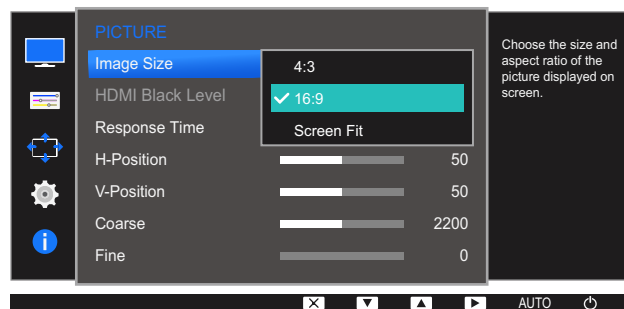 PICTURE
Image Size
HDMI Black Level
Response Time
H-Position
V-Position
Coarse
Fine
4:3
16:9
Screen Fit
50
50
2200
0
Choose the size and
aspect ratio of the
picture displayed on
screen.
AUTO